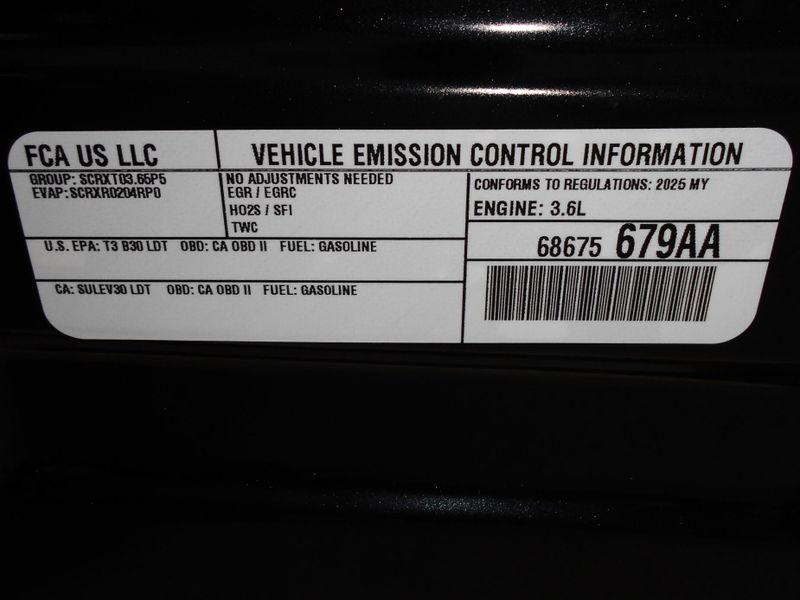 FCA US LLC
VEHICLE EMISSION CONTROL INFORMATION
GROUP: SCRXT03.65P5
EVAP: SCRXR0204RP0
NO ADJUSTMENTS NEEDED
EGR / EGRC
HO2S / SFI
TWC
CONFORMS TO REGULATIONS: 2025 MY
ENGINE: 3.6L
U.S. EPA: T3 B30 LDT OBD: CA OBD II FUEL: GASOLINE
CA: SULEV30 LDT OBD: CA OBD II FUEL: GASOLINE
68675 679AA